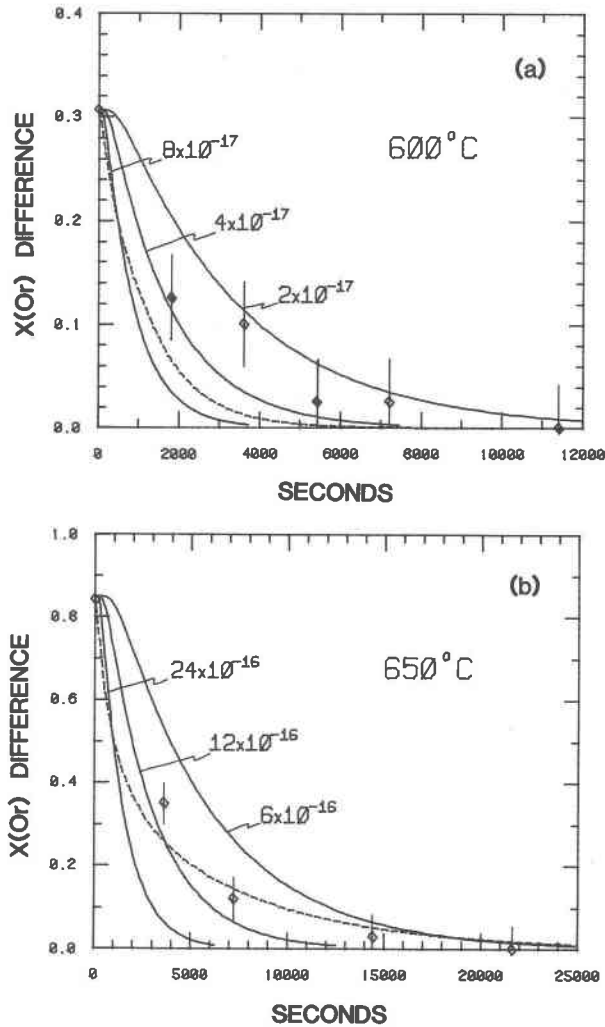 0.4
(a)
0.3
600°C
8x10⁻¹⁷
0.2
4x10⁻¹⁷
2x10⁻¹⁷
0.1
0.0
X(Or) DIFFERENCE
0 2000 4000 6000 8000 10000 12000
SECONDS
1.0
(b)
0.8
650°C
24x10⁻¹⁶
0.6
12x10⁻¹⁶
0.4
6x10⁻¹⁶
0.2
0.0
X(Or) DIFFERENCE
0 5000 10000 15000 20000 25000
SECONDS